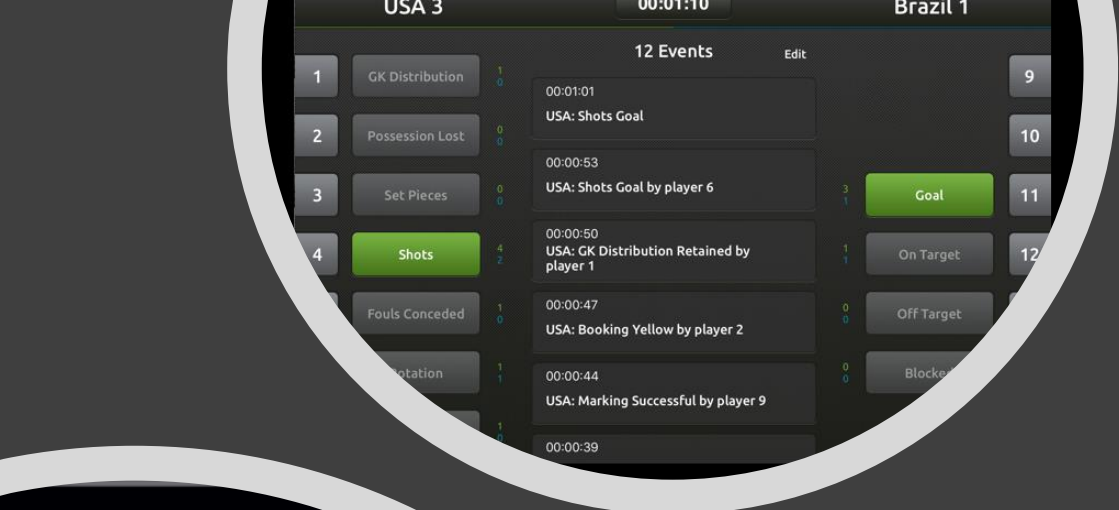 USA 3
00:01:10
Brazil 1
12 Events
Edit
1
GK Distribution
1
0
2
Possession Lost
0
0
3
Set Pieces
0
0
4
Shots
4
2
Fouls Conceded
1
0
otation
1
1
1
00:01:01
USA: Shots Goal
00:00:53
USA: Shots Goal by player 6
00:00:50
USA: GK Distribution Retained by
player 1
00:00:47
USA: Booking Yellow by player 2
00:00:44
USA: Marking Successful by player 9
00:00:39
3
1
Goal
1
1
On Target
0
0
Off Target
0
0
Blocke
9
10
11
12